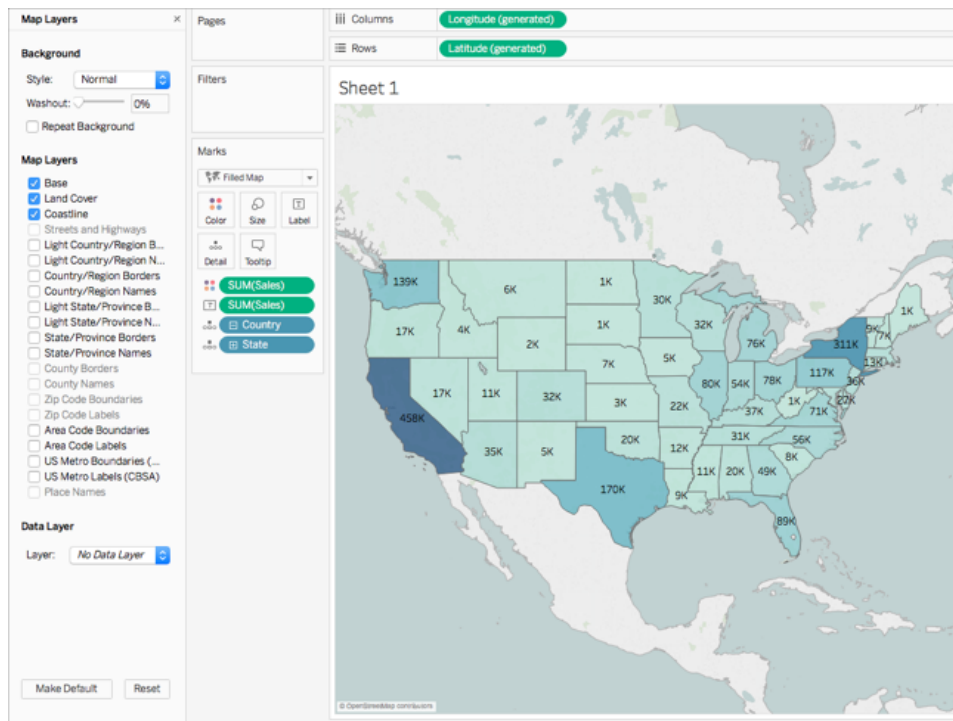 Map Layers ×
Background
Style: Normal
Washout: 0%
Repeat Background
Map Layers
Base
Land Cover
Coastline
Streets and Highways
Light Country/Region B...
Light Country/Region N...
Country/Region Borders
Country/Region Names
Light State/Province B...
Light State/Province N...
State/Province Borders
State/Province Names
County Borders
County Names
Zip Code Boundaries
Zip Code Labels
Area Code Boundaries
Area Code Labels
US Metro Boundaries (...
US Metro Labels (CBSA)
Place Names
Data Layer
Layer: No Data Layer
Make Default Reset
Pages
Filters
Marks
Filled Map
Color Size Label
Detail Tooltip
SUM(Sales)
SUM(Sales)
Country
State
Columns Longitude (generated)
Rows Latitude (generated)
Sheet 1
139K 6K 1K 30K 1K
17K 4K 1K 32K 76K 311K 9K 7K
2K 7K 5K 13K
458K 17K 11K 32K 3K 22K 80K 54K 78K 117K 36K
1K 27K
37K 71K
35K 5K 20K 12K 31K 56K
170K 9K 11K 20K 49K 8K
89K
© OpenStreetMap contributors